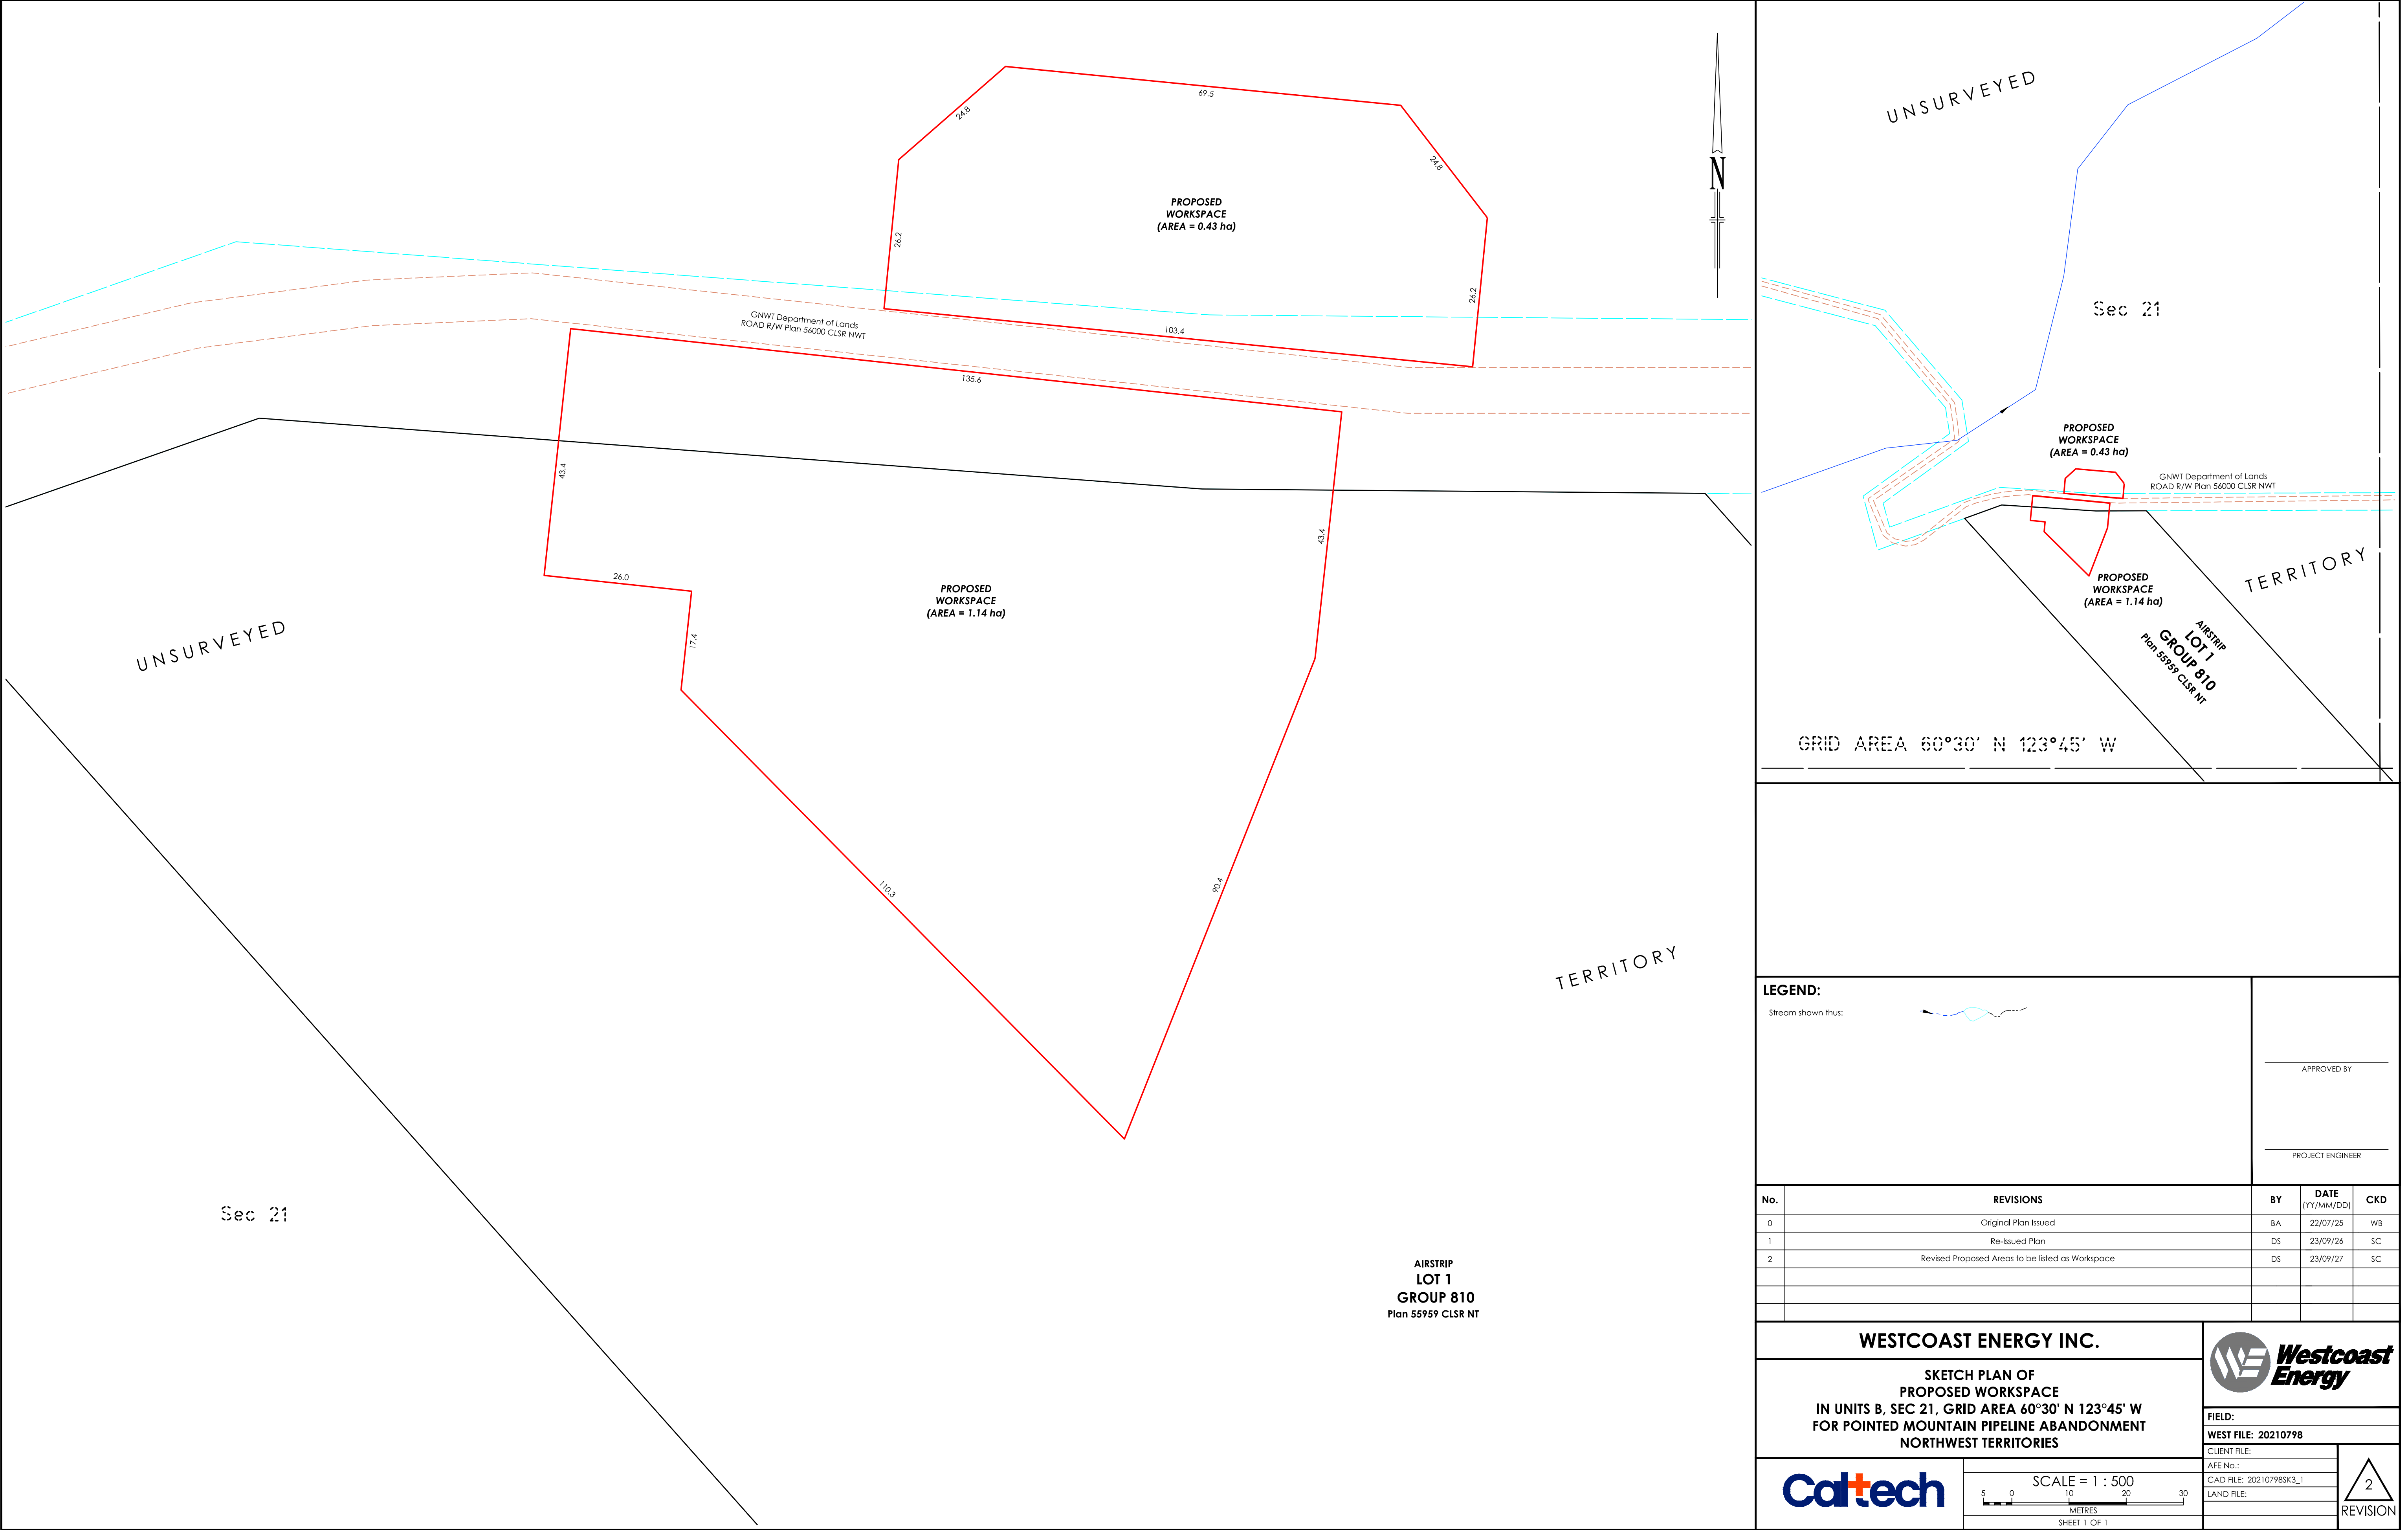 69.5
24.8
24.8
PROPOSED
WORKSPACE
(AREA = 0.43 ha)
26.2
26.2
103.4
GNWT Department of Lands
ROAD R/W Plan 56000 CLSR NWT
135.6
43.4
43.4
26.0
17.4
PROPOSED
WORKSPACE
(AREA = 1.14 ha)
110.3
90.4
UNSURVEYED
TERRITORY
Sec 21
AIRSTRIP
LOT 1
GROUP 810
Plan 55959 CLSR NT
N
UNSURVEYED
Sec 21
PROPOSED
WORKSPACE
(AREA = 0.43 ha)
GNWT Department of Lands
ROAD R/W Plan 56000 CLSR NWT
TERRITORY
PROPOSED
WORKSPACE
(AREA = 1.14 ha)
AIRSTRIP
LOT 1
GROUP 810
Plan 55959 CLSR NT
GRID AREA 60°30' N 123°45' W
LEGEND:
Stream shown thus:
APPROVED BY
PROJECT ENGINEER
No. REVISIONS BY DATE (YY/MM/DD) CKD
0 Original Plan Issued BA 22/07/25 WB
1 Re-Issued Plan DS 23/09/26 SC
2 Revised Proposed Areas to be listed as Workspace DS 23/09/27 SC
WESTCOAST ENERGY INC.
SKETCH PLAN OF
PROPOSED WORKSPACE
IN UNITS B, SEC 21, GRID AREA 60°30' N 123°45' W
FOR POINTED MOUNTAIN PIPELINE ABANDONMENT
NORTHWEST TERRITORIES
WE
Westcoast
Energy
FIELD:
WEST FILE: 20210798
CLIENT FILE:
AFE No.:
CAD FILE: 20210798SK3_1
LAND FILE:
2
REVISION
Caltech
SCALE = 1 : 500
5 0 10 20 30
METRES
SHEET 1 OF 1